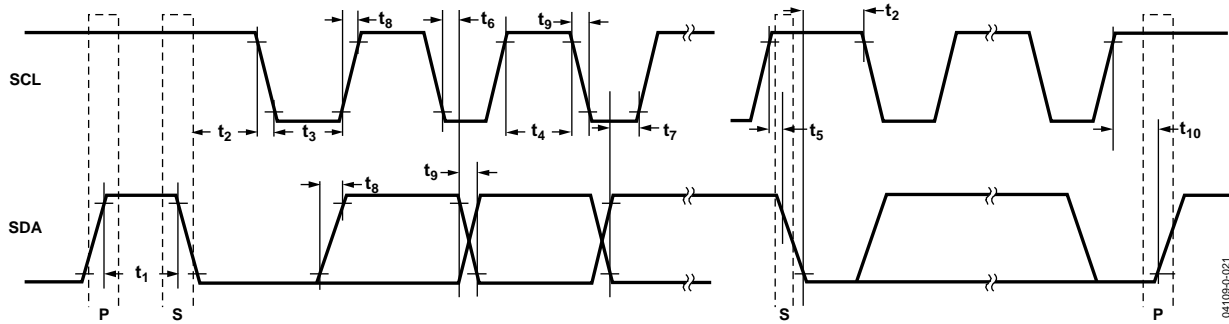 t8 t6 t9 t2
SCL
t2 t3 t4 t7 t5 t10
t9
t8
SDA
t1
P S S P
04109-0-021